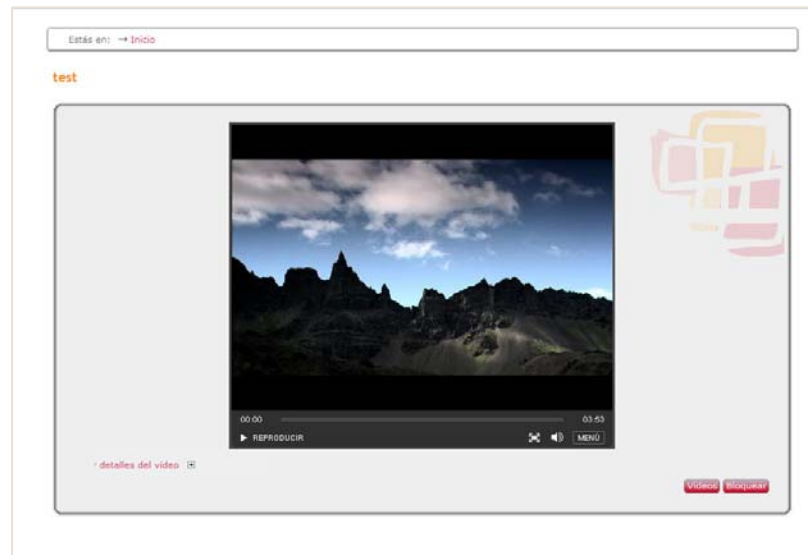 Estás en: → Inicio
test
00:00 03:53
REPRODUCIR MENÚ
detalles del video
Videos Bloquear